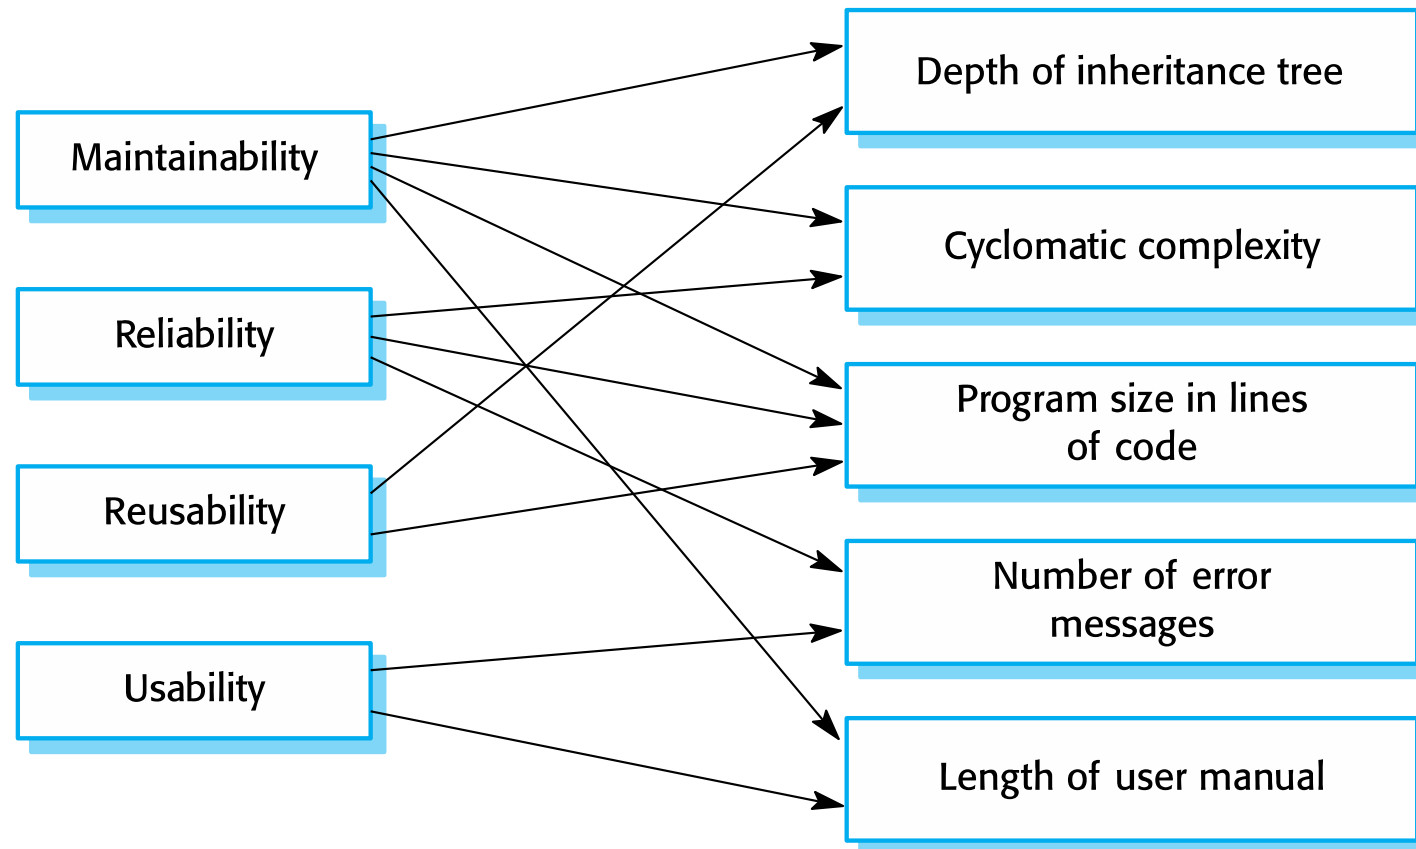 Maintainability
Reliability
Reusability
Usability
Depth of inheritance tree
Cyclomatic complexity
Program size in lines
of code
Number of error
messages
Length of user manual